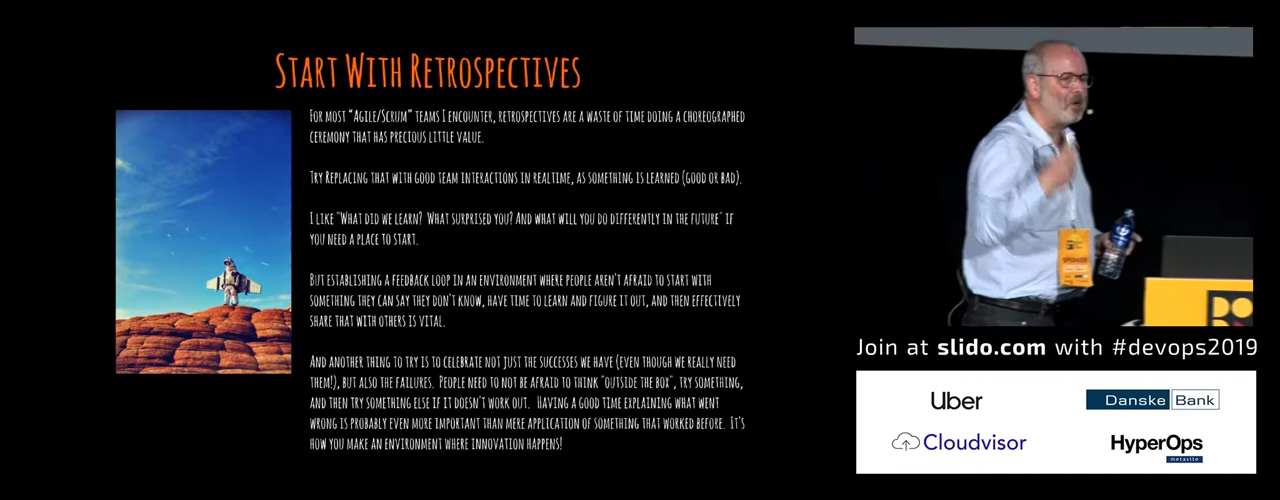 Start With Retrospectives
For most “Agile/Scrum” teams I encounter, retrospectives are a waste of time doing a choreographed
ceremony that has precious little value.
Try Replacing that with good team interactions in realtime, as something is learned (good or bad).
I like "What did we learn? What surprised you? And what will you do differently in the future" if
you need a place to start.
But establishing a feedback loop in an environment where people aren't afraid to start with
something they can say they don't know, have time to learn and figure it out, and then effectively
share that with others is vital.
And another thing to try is to celebrate not just the successes we have (even though we really need
them!), but also the failures. People need to not be afraid to think "outside the box", try something,
and then try something else if it doesn't work out. Having a good time explaining what went
wrong is probably even more important than mere application of something that worked before. It's
how you make an environment where innovation happens!
SPEAKER
DO
Join at slido.com with #devops2019
Uber
Danske Bank
Cloudvisor
HyperOps
metasite